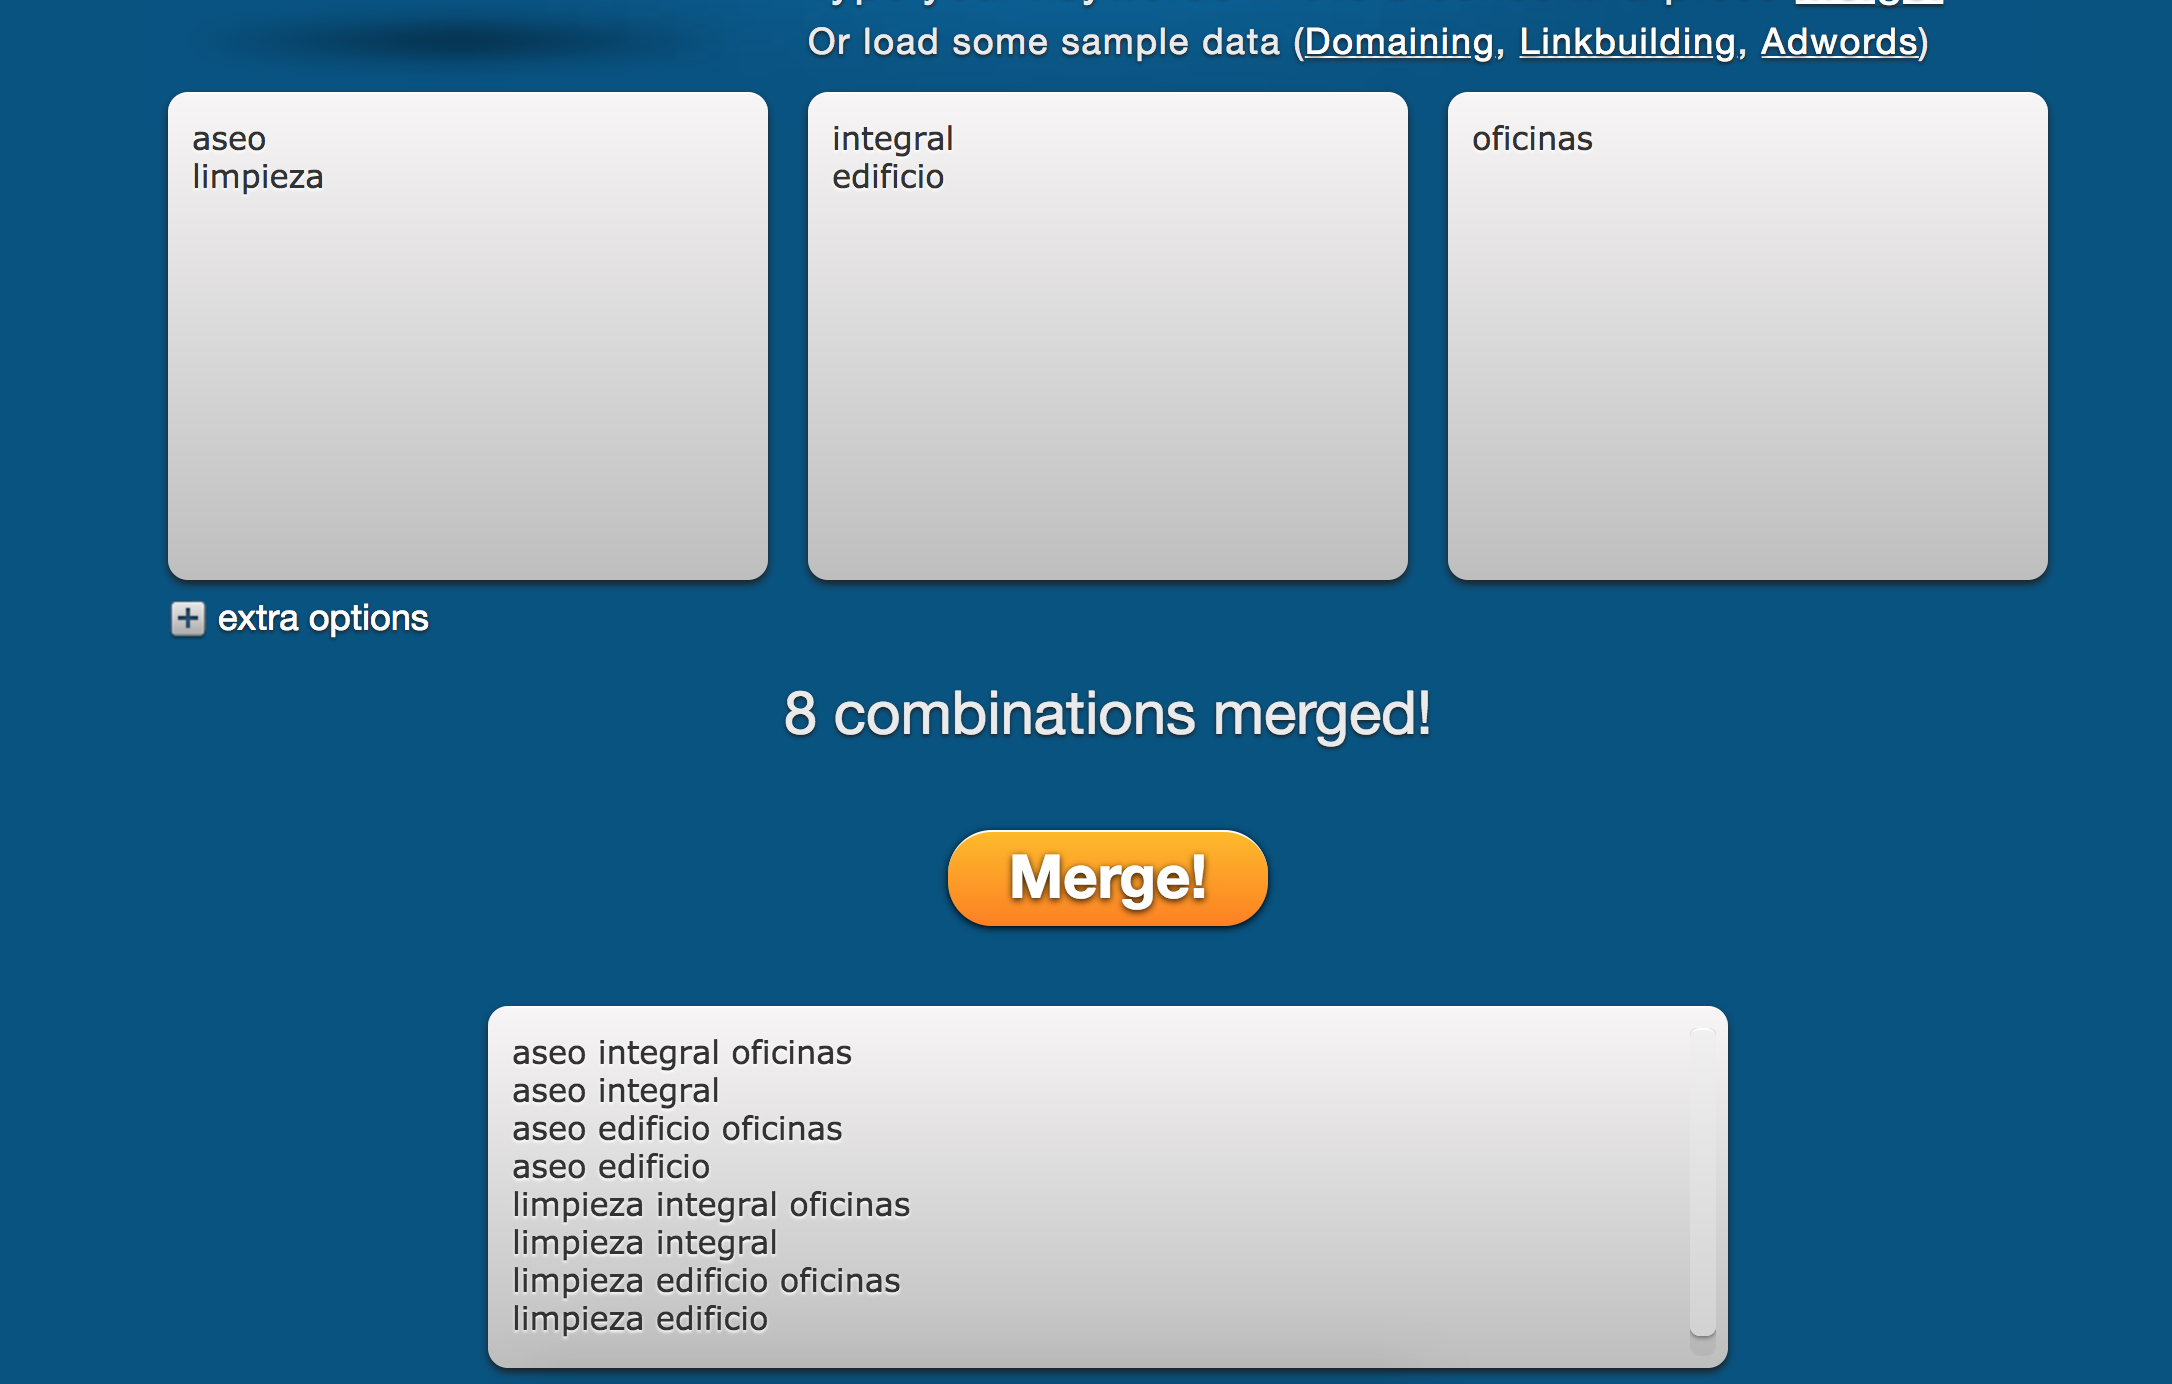 Or load some sample data (Domaining, Linkbuilding, Adwords)
aseo
limpieza
integral
edificio
oficinas
extra options
8 combinations merged!
Merge!
aseo integral oficinas
aseo integral
aseo edificio oficinas
aseo edificio
limpieza integral oficinas
limpieza integral
limpieza edificio oficinas
limpieza edificio